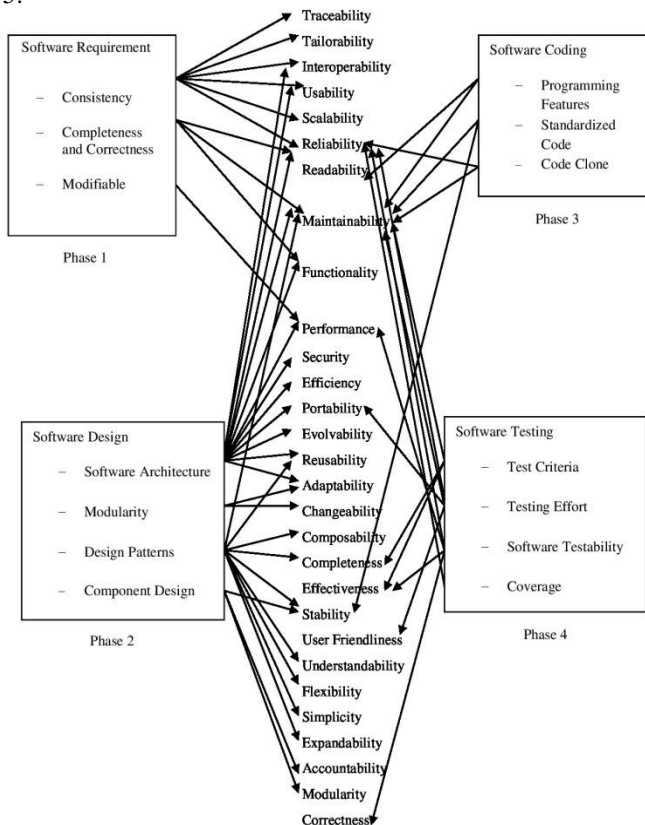 3.
Software Requirement
– Consistency
– Completeness
and Correctness
– Modifiable
Phase 1
Software Design
– Software Architecture
– Modularity
– Design Patterns
– Component Design
Phase 2
Traceability
Tailorability
Interoperability
Usability
Scalability
Reliability
Readability
Maintainability
Functionality
Performance
Security
Efficiency
Portability
Evolvability
Reusability
Adaptability
Changeability
Composability
Completeness
Effectiveness
Stability
User Friendliness
Understandability
Flexibility
Simplicity
Expandability
Accountability
Modularity
Correctness
Software Coding
– Programming
Features
– Standardized
Code
– Code Clone
Phase 3
Software Testing
– Test Criteria
– Testing Effort
– Software Testability
– Coverage
Phase 4